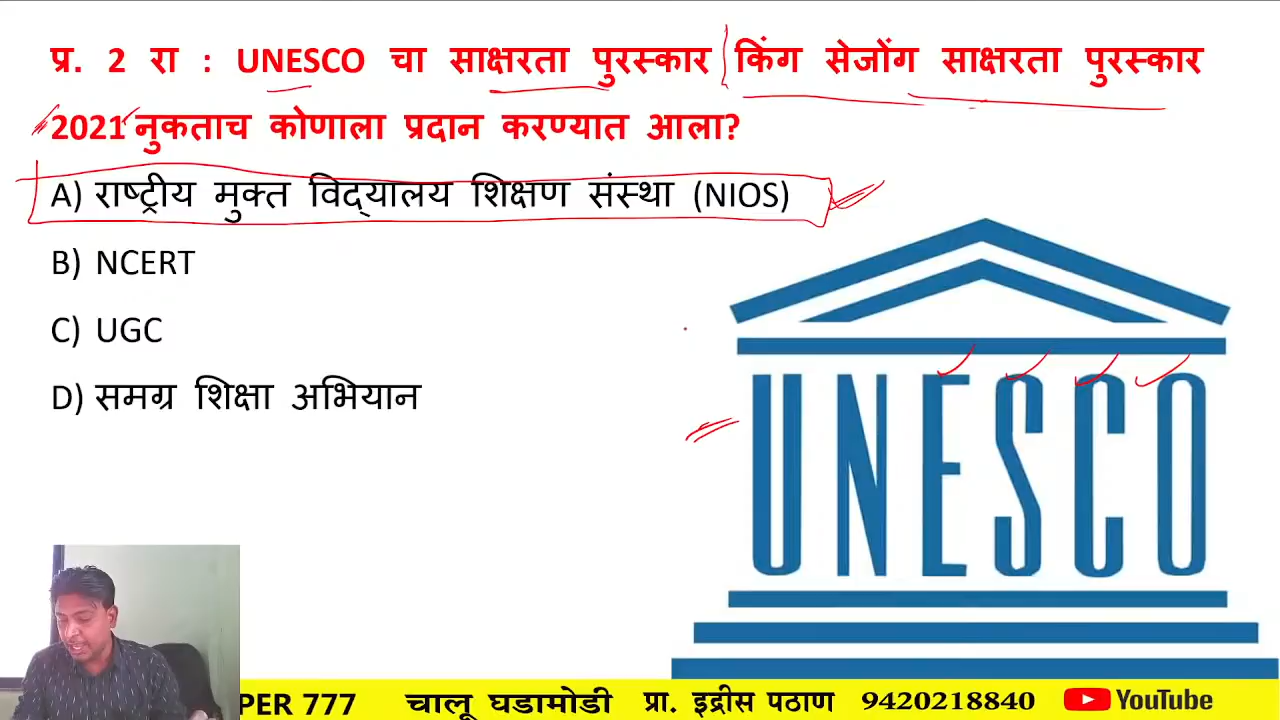 प्र. 2 रा : UNESCO चा साक्षरता पुरस्कार किंग सेजोंग साक्षरता पुरस्कार
2021 नुकताच कोणाला प्रदान करण्यात आला?
A) राष्ट्रीय मुक्त विद्यालय शिक्षण संस्था (NIOS)
B) NCERT
C) UGC
D) समग्र शिक्षा अभियान
UNESCO
PER 777 चालू घडामोडी प्रा. इद्रीस पठाण 9420218840 YouTube